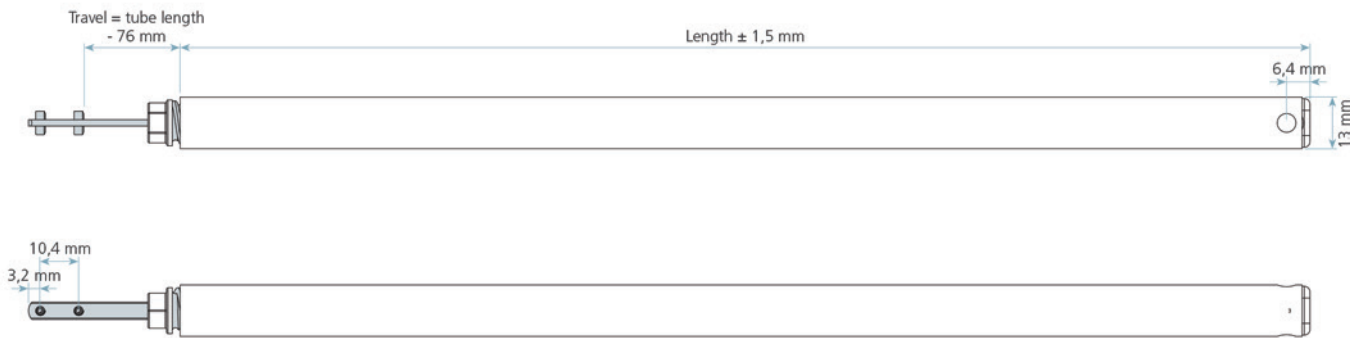 Travel = tube length
- 76 mm
Length ± 1,5 mm
6,4 mm
13 mm
10,4 mm
3,2 mm